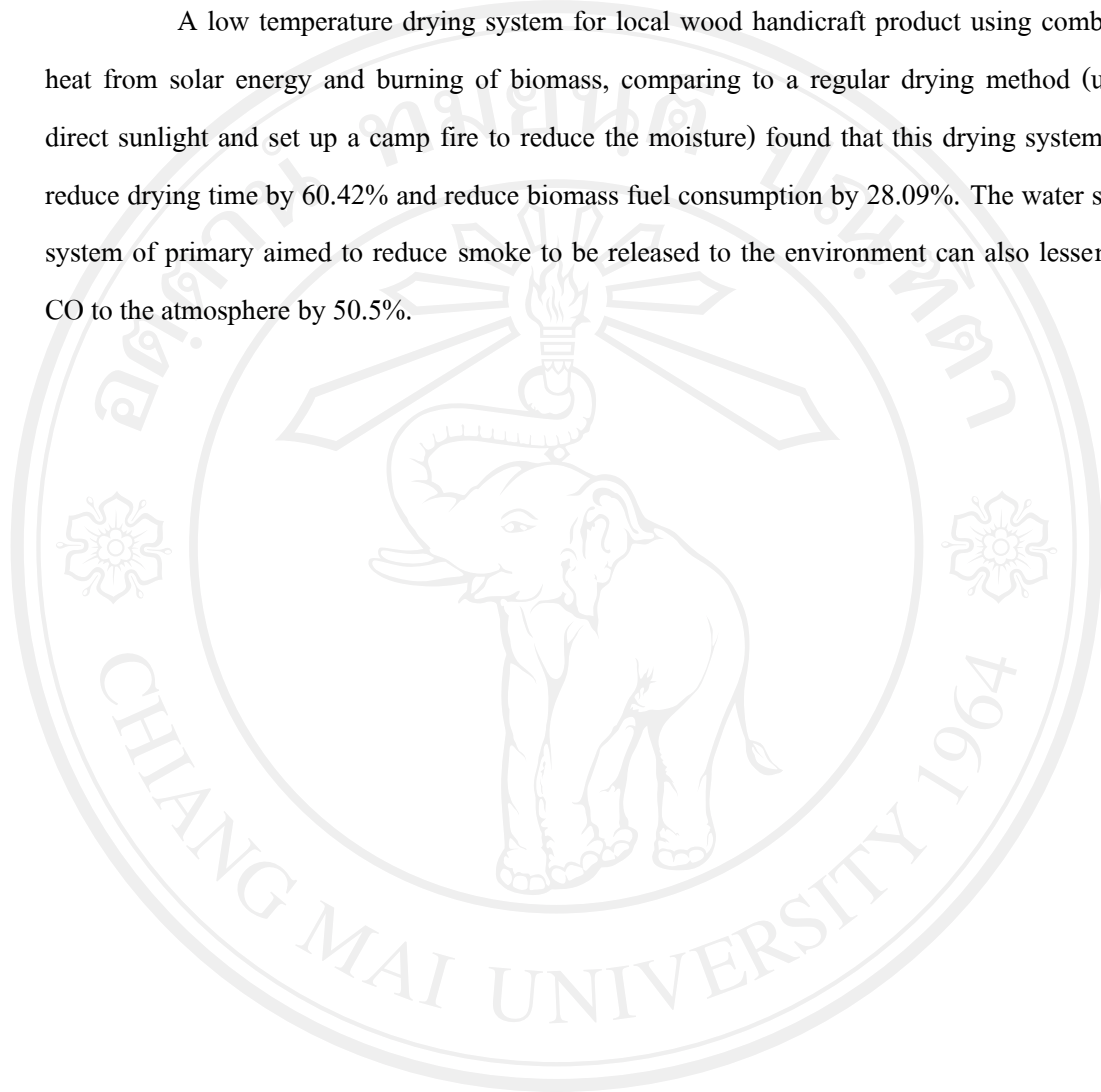 A low temperature drying system for local wood handicraft product using comb
heat from solar energy and burning of biomass, comparing to a regular drying method (u
direct sunlight and set up a camp fire to reduce the moisture) found that this drying system
reduce drying time by 60.42% and reduce biomass fuel consumption by 28.09%. The water s
system of primary aimed to reduce smoke to be released to the environment can also lesser
CO to the atmosphere by 50.5%.
CHIANG MAI UNIVERSITY 1964